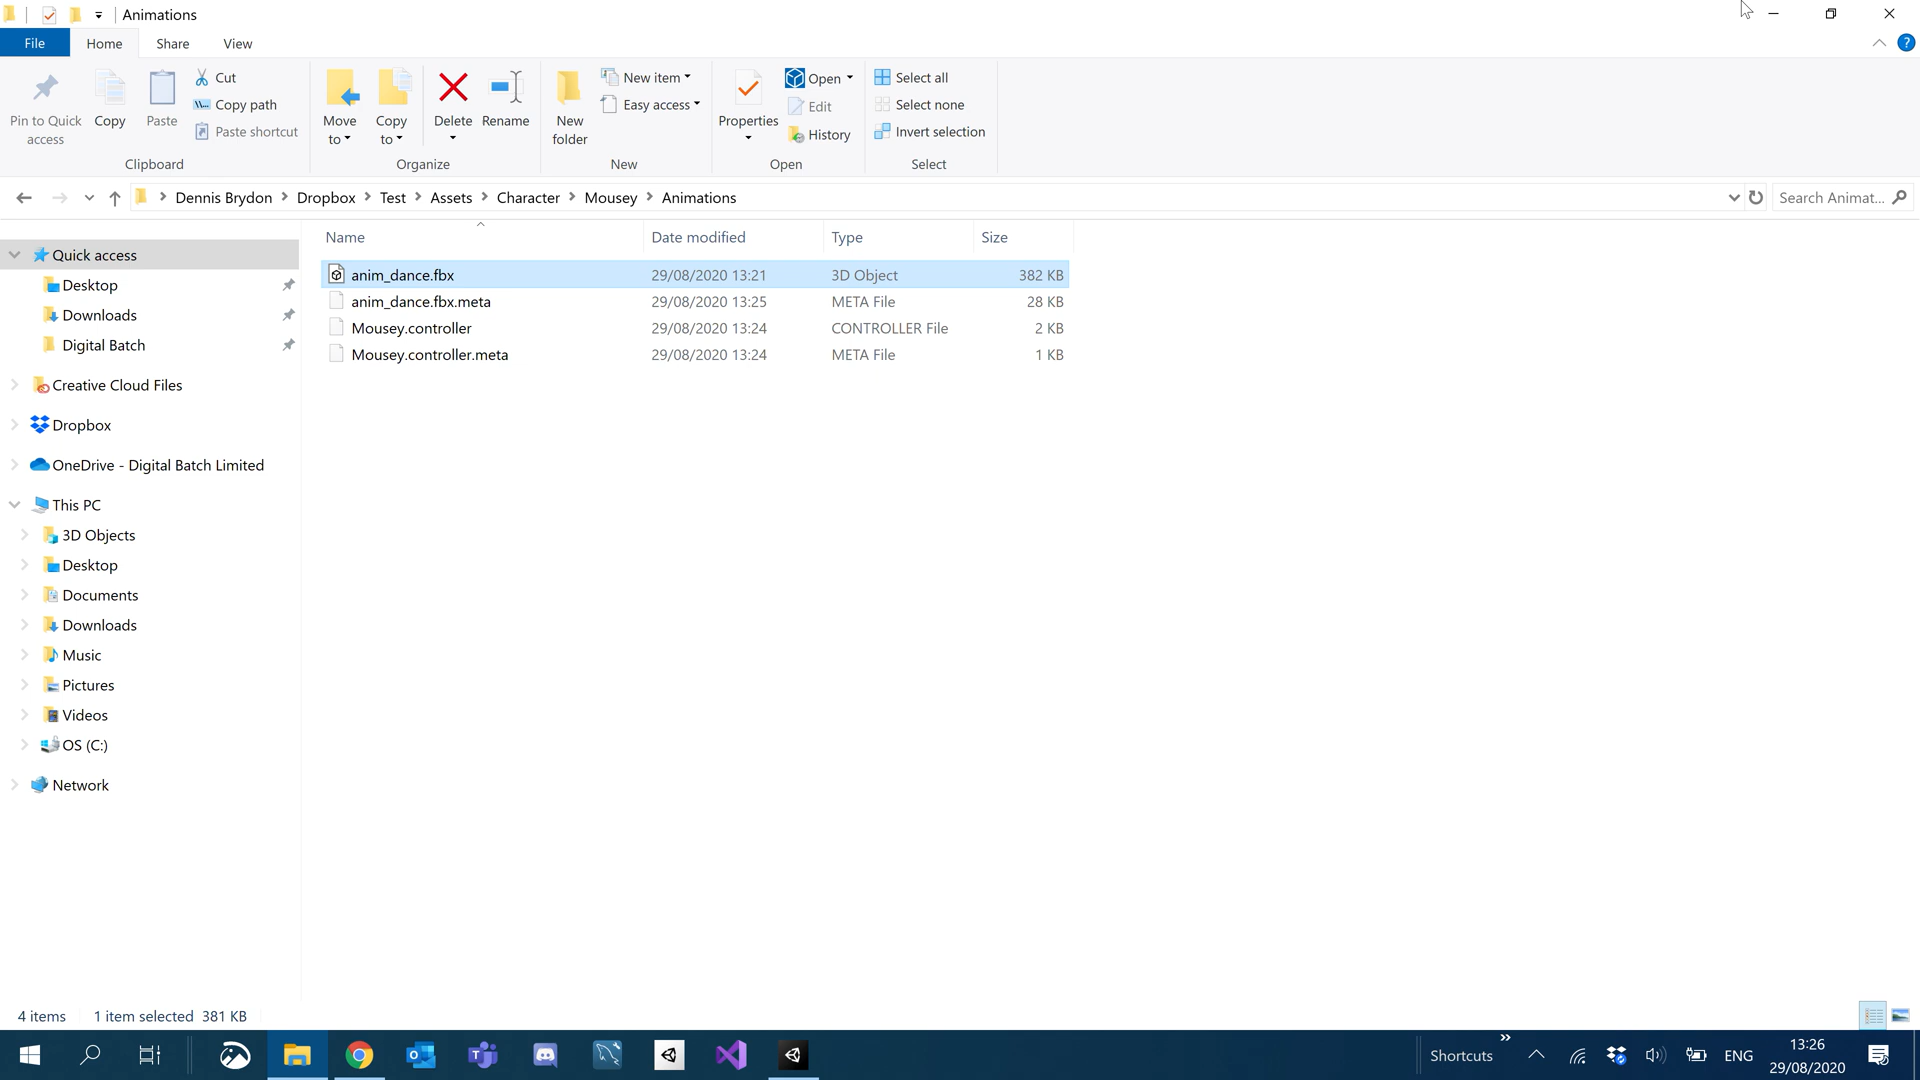 Animations
File Home Share View
Pin to Quick access
Copy
Paste
Cut
Copy path
Paste shortcut
Clipboard
Move to
Copy to
Delete
Rename
Organize
New folder
New item
Easy access
New
Properties
Open
Edit
History
Open
Select all
Select none
Invert selection
Select
Dennis Brydon Dropbox Test Assets Character Mousey Animations
Search Animat...
Name Date modified Type Size
anim_dance.fbx 29/08/2020 13:21 3D Object 382 KB
anim_dance.fbx.meta 29/08/2020 13:25 META File 28 KB
Mousey.controller 29/08/2020 13:24 CONTROLLER File 2 KB
Mousey.controller.meta 29/08/2020 13:24 META File 1 KB
Quick access
Desktop
Downloads
Digital Batch
Creative Cloud Files
Dropbox
OneDrive - Digital Batch Limited
This PC
3D Objects
Desktop
Documents
Downloads
Music
Pictures
Videos
OS (C:)
Network
4 items 1 item selected 381 KB
Shortcuts
ENG
13:26
29/08/2020